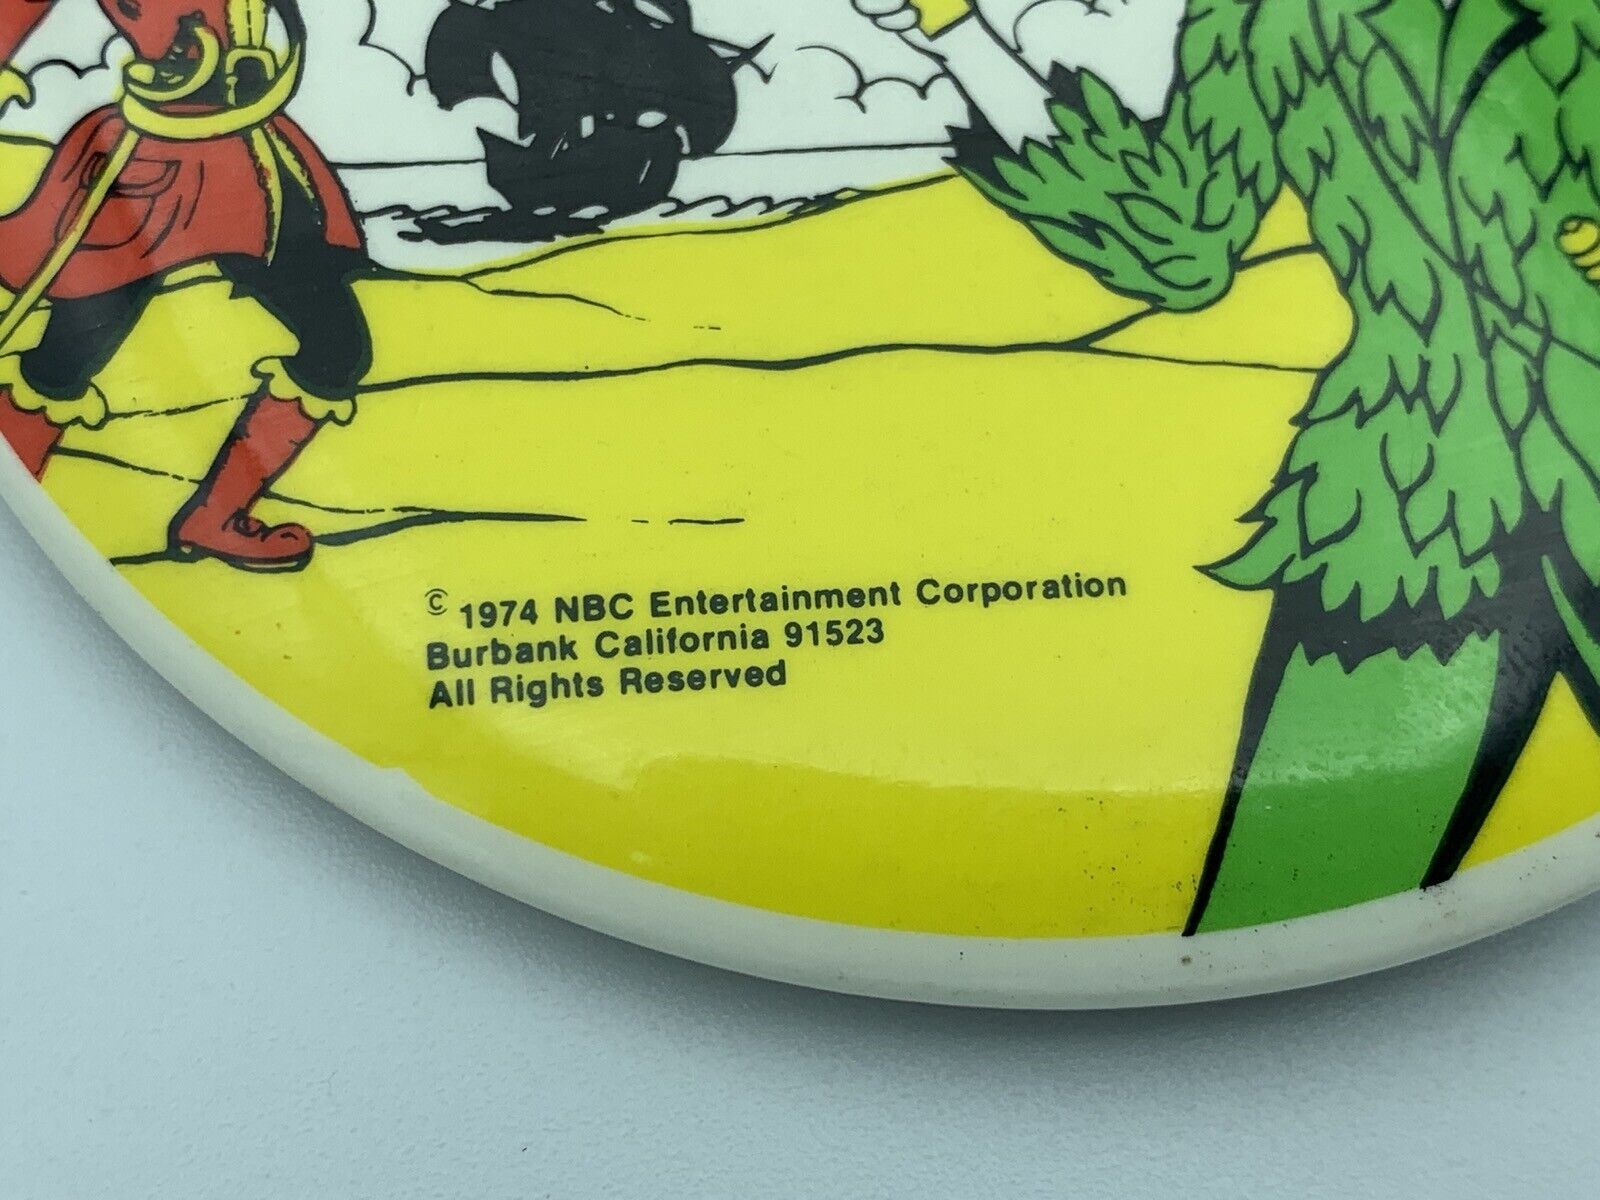 © 1974 NBC Entertainment Corporation
Burbank California 91523
All Rights Reserved